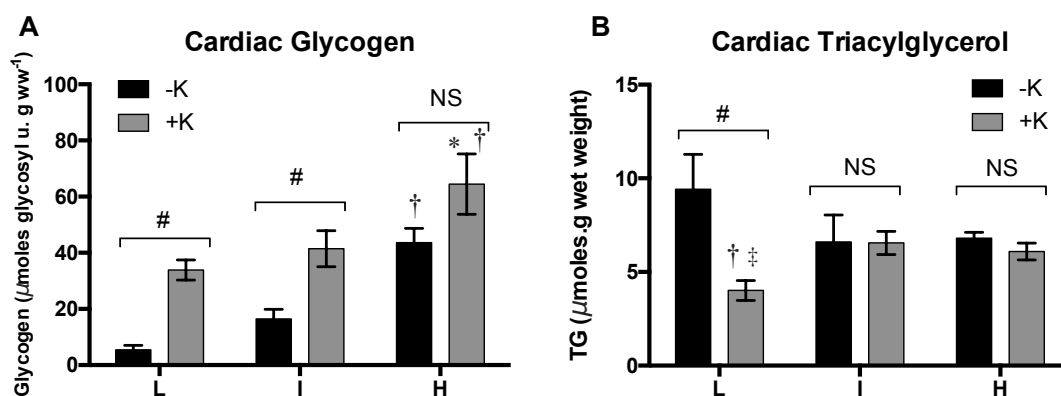 A
Cardiac Glycogen
Glycogen (μmoles glycosyl u. g ww-1)
100
80
60
40
20
0
-K
+K
#
#
NS
†
* †
L
I
H
B
Cardiac Triacylglycerol
TG (μmoles.g wet weight)
15
10
5
0
-K
+K
#
NS
NS
† ‡
L
I
H